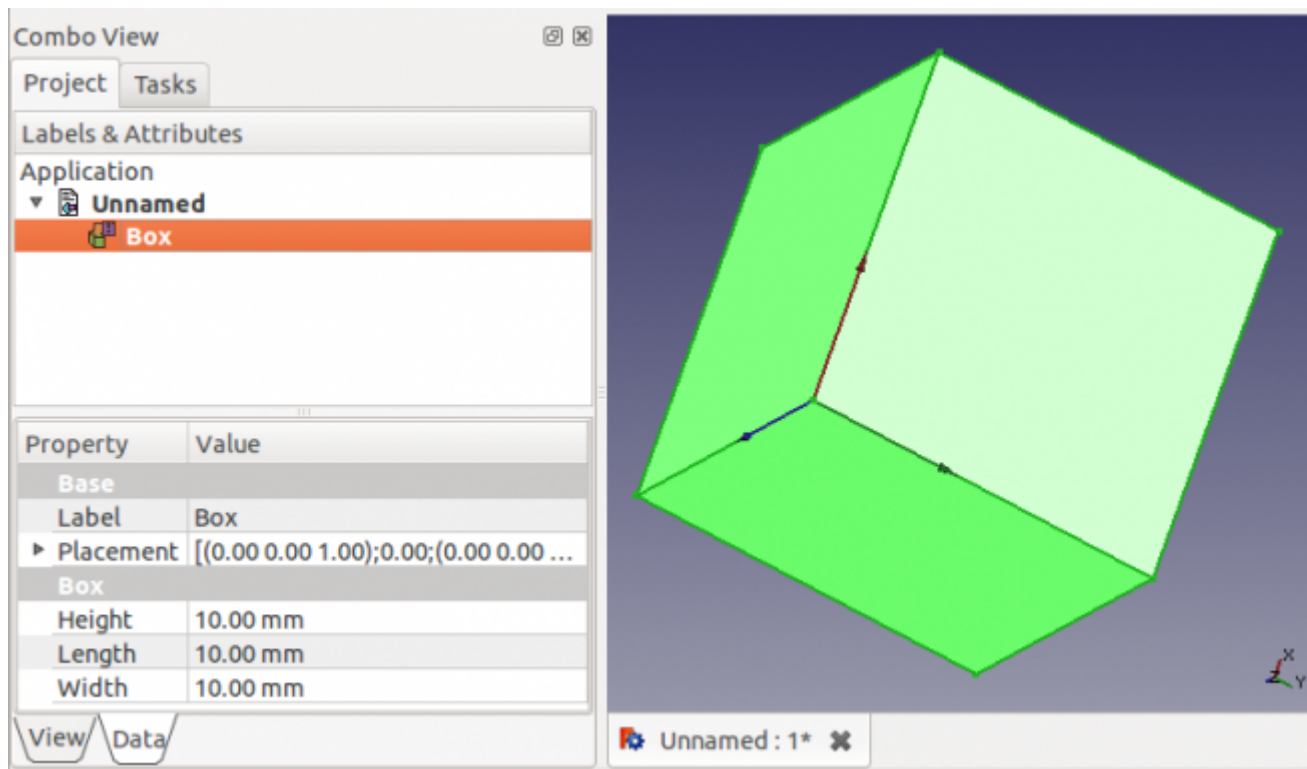 Combo View
Project Tasks
Labels & Attributes
Application
Unnamed
Box
Property Value
Base
Label Box
Placement [(0.00 0.00 1.00);0.00;(0.00 0.00 ...
Box
Height 10.00 mm
Length 10.00 mm
Width 10.00 mm
View Data
X
Z Y
Unnamed : 1*